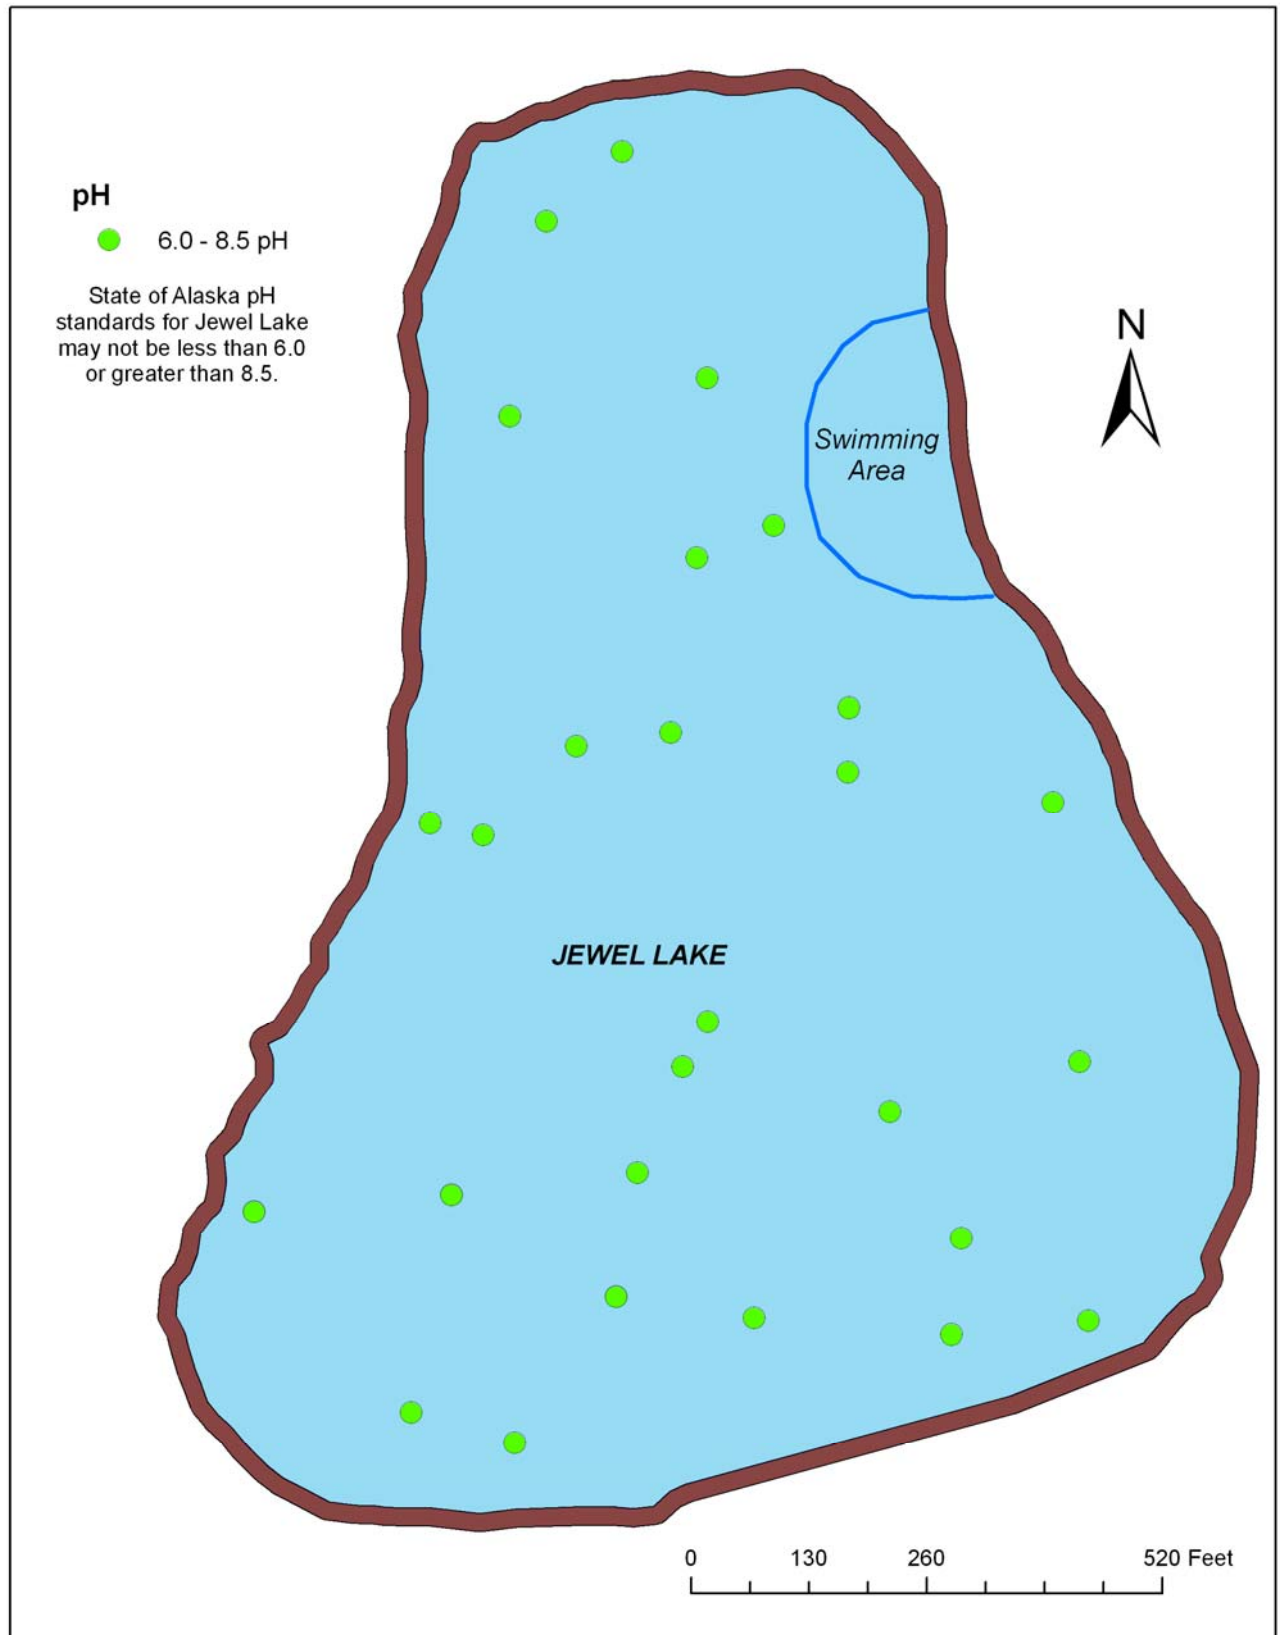 pH
6.0 - 8.5 pH
State of Alaska pH
standards for Jewel Lake
may not be less than 6.0
or greater than 8.5.
N
Swimming
Area
JEWEL LAKE
0 130 260 520 Feet